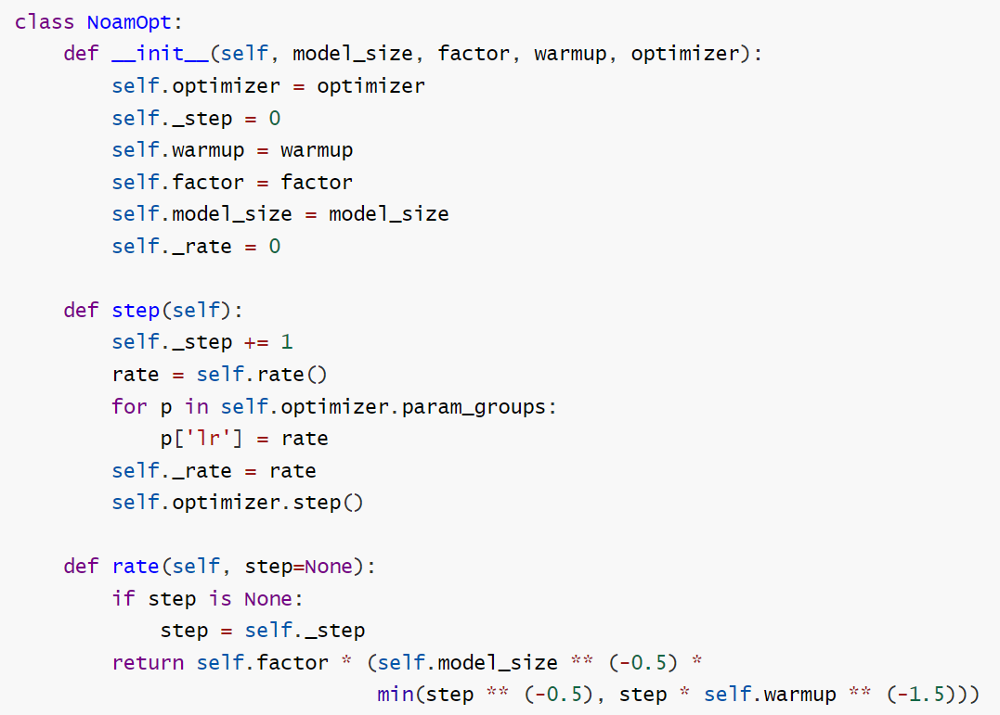 class NoamOpt:
    def __init__(self, model_size, factor, warmup, optimizer):
        self.optimizer = optimizer
        self._step = 0
        self.warmup = warmup
        self.factor = factor
        self.model_size = model_size
        self._rate = 0

    def step(self):
        self._step += 1
        rate = self.rate()
        for p in self.optimizer.param_groups:
            p['lr'] = rate
        self._rate = rate
        self.optimizer.step()

    def rate(self, step=None):
        if step is None:
            step = self._step
        return self.factor * (self.model_size ** (-0.5) *
                              min(step ** (-0.5), step * self.warmup ** (-1.5)))